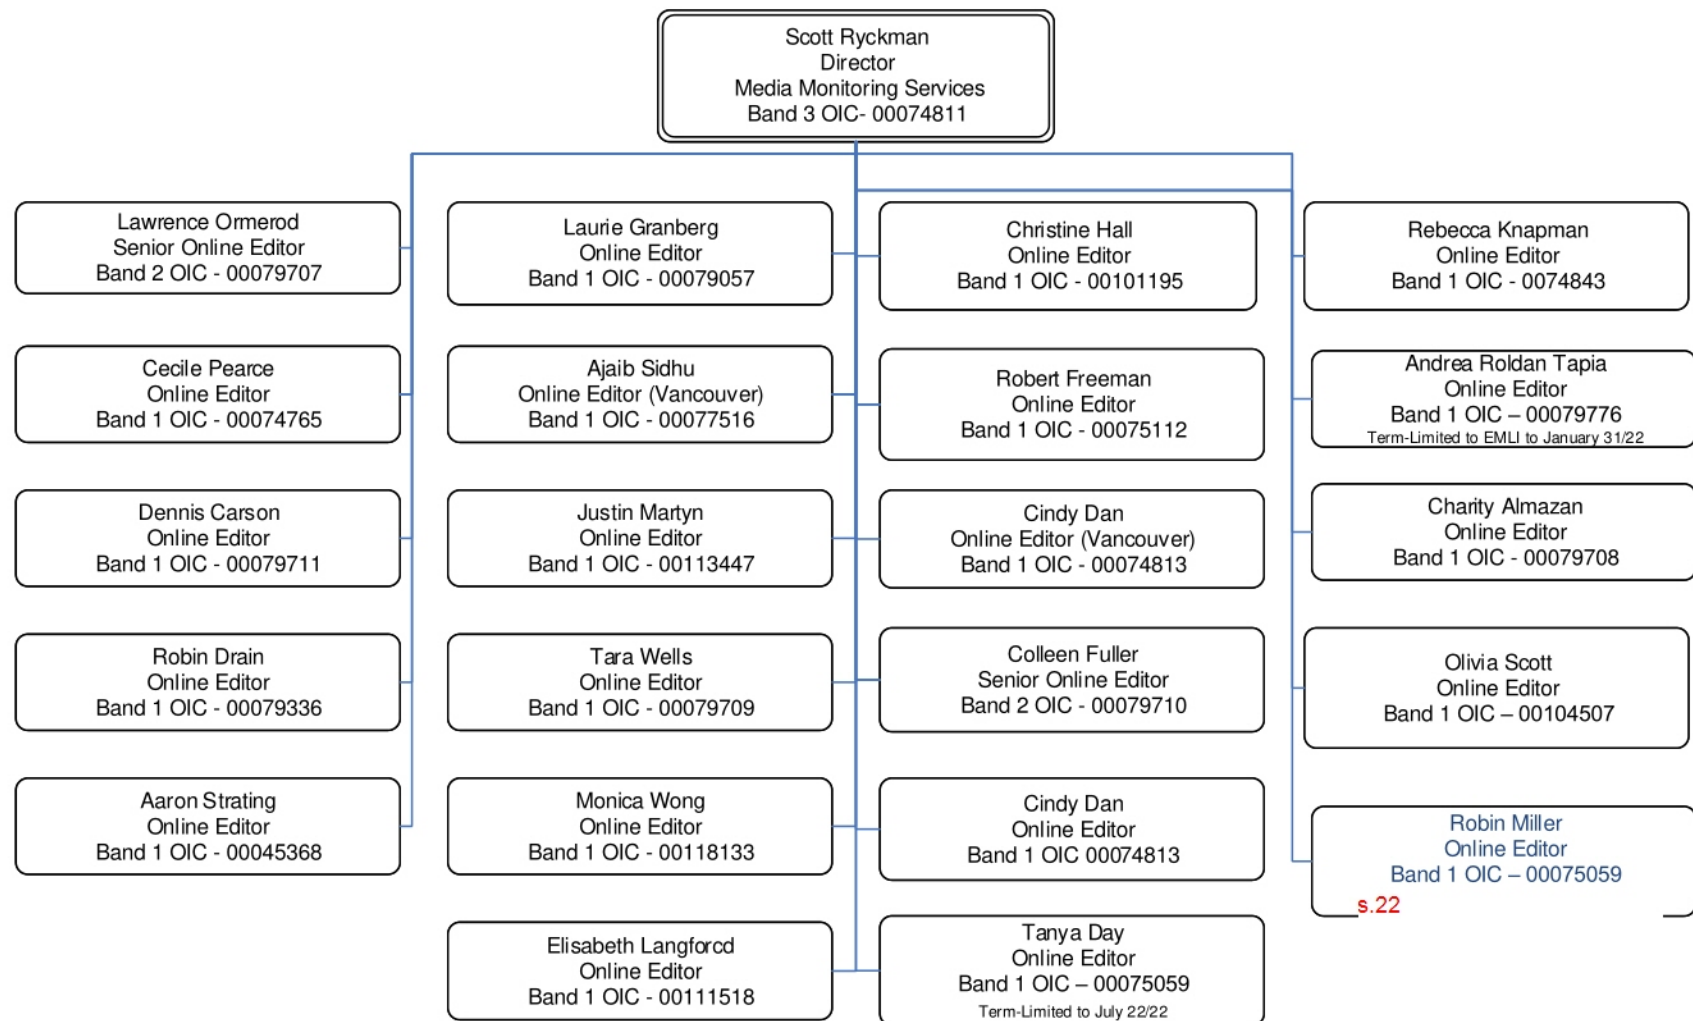 Scott Ryckman
Director
Media Monitoring Services
Band 3 OIC- 00074811
Lawrence Ormerod
Senior Online Editor
Band 2 OIC - 00079707
Cecile Pearce
Online Editor
Band 1 OIC - 00074765
Dennis Carson
Online Editor
Band 1 OIC - 00079711
Robin Drain
Online Editor
Band 1 OIC - 00079336
Aaron Strating
Online Editor
Band 1 OIC - 00045368
Laurie Granberg
Online Editor
Band 1 OIC - 00079057
Ajaib Sidhu
Online Editor (Vancouver)
Band 1 OIC - 00077516
Justin Martyn
Online Editor
Band 1 OIC - 00113447
Tara Wells
Online Editor
Band 1 OIC - 00079709
Monica Wong
Online Editor
Band 1 OIC - 00118133
Elisabeth Langforcd
Online Editor
Band 1 OIC - 00111518
Christine Hall
Online Editor
Band 1 OIC - 00101195
Robert Freeman
Online Editor
Band 1 OIC - 00075112
Cindy Dan
Online Editor (Vancouver)
Band 1 OIC - 00074813
Colleen Fuller
Senior Online Editor
Band 2 OIC - 00079710
Cindy Dan
Online Editor
Band 1 OIC 00074813
Tanya Day
Online Editor
Band 1 OIC – 00075059
Term-Limited to July 22/22
Rebecca Knapman
Online Editor
Band 1 OIC - 0074843
Andrea Roldan Tapia
Online Editor
Band 1 OIC – 00079776
Term-Limited to EMLI to January 31/22
Charity Almazan
Online Editor
Band 1 OIC - 00079708
Olivia Scott
Online Editor
Band 1 OIC – 00104507
Robin Miller
Online Editor
Band 1 OIC – 00075059
s.22